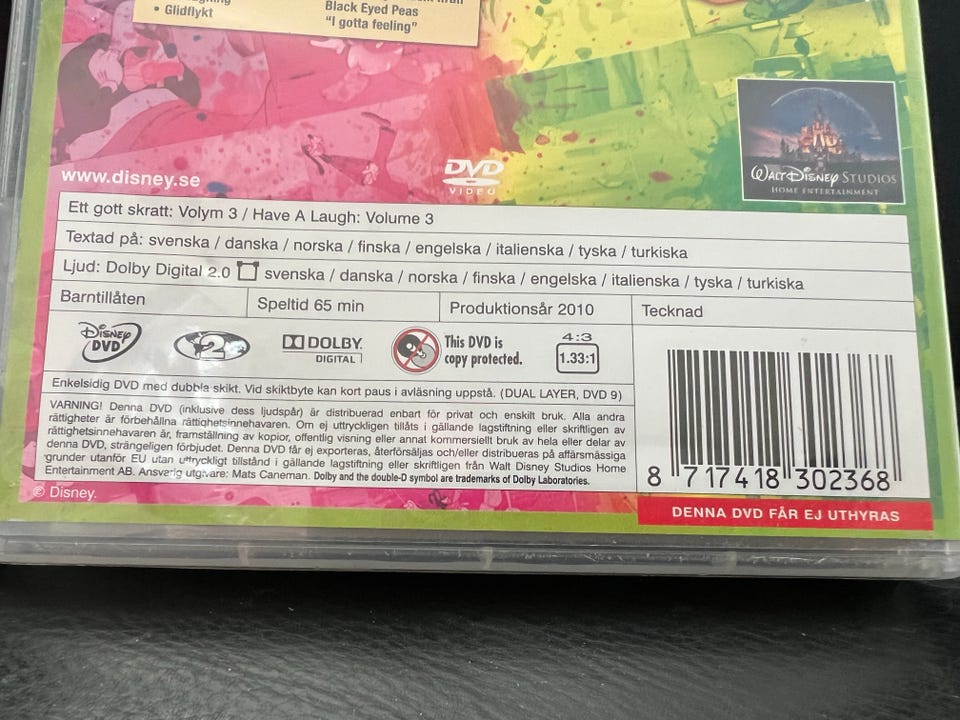 • Glidflykt
Black Eyed Peas
"I gotta feeling"
www.disney.se
DVD
VIDEO
WALT DISNEY STUDIOS
HOME ENTERTAINMENT
Ett gott skratt: Volym 3 / Have A Laugh: Volume 3
Textad på: svenska / danska / norska / finska / engelska / italienska / tyska / turkiska
Ljud: Dolby Digital 2.0 svenska / danska / norska / finska / engelska / italienska / tyska / turkiska
Barntillåten
Speltid 65 min
Produktionsår 2010
Tecknad
DISNEY
DVD
2
DOLBY
DIGITAL
This DVD is
copy protected.
4:3
1.33:1
Enkelsidig DVD med dubbla skikt. Vid skiktbyte kan kort paus i avläsning uppstå. (DUAL LAYER, DVD 9)
VARNING! Denna DVD (inklusive dess ljudspår) är distribuerad enbart för privat och enskilt bruk. Alla andra
rättigheter är förbehållna rättighetsinnehavaren. Om ej uttryckligen tillåts i gällande lagstiftning eller skriftligen av
rättighetsinnehavaren är, framställning av kopior, offentlig visning eller annat kommersiellt bruk av hela eller delar av
denna DVD, strängeligen förbjudet. Denna DVD får ej exporteras, återförsäljas och/eller distribueras på affärsmässiga
grunder utanför EU utan uttryckligt tillstånd i gällande lagstiftning eller skriftligen från Walt Disney Studios Home
Entertainment AB. Ansvarig utgivare: Mats Caneman. Dolby and the double-D symbol are trademarks of Dolby Laboratories.
8 717418 302368
© Disney.
DENNA DVD FÅR EJ UTHYRAS